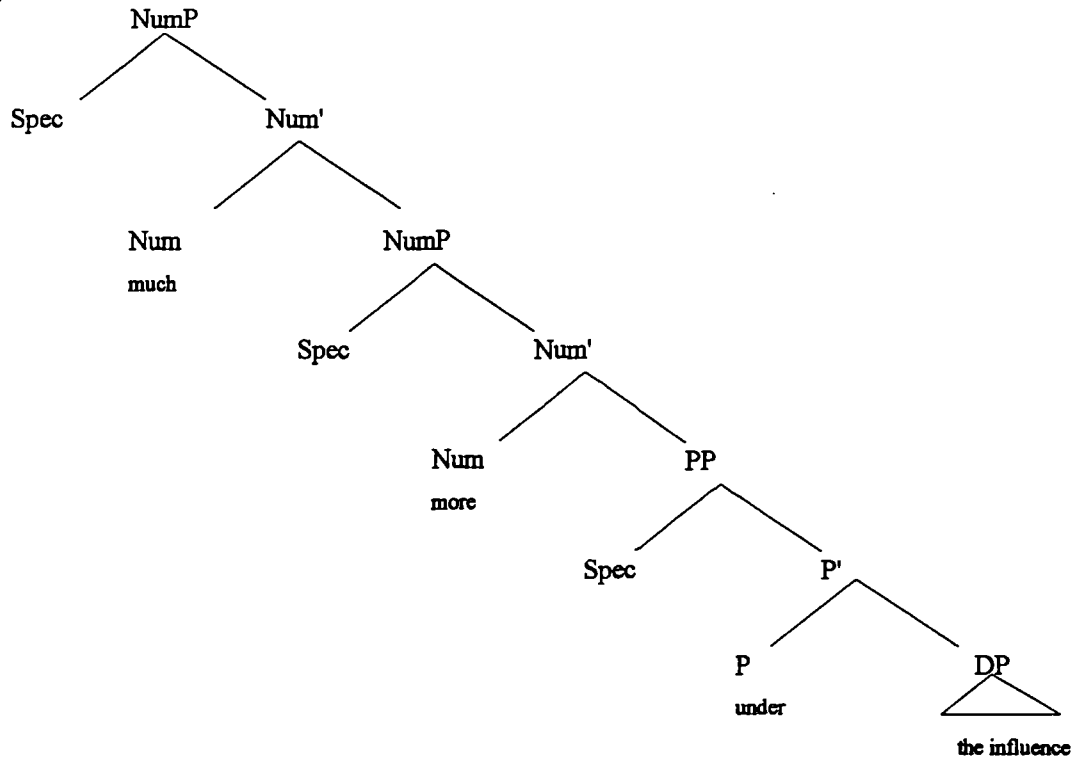 NumP
Spec Num'
Num NumP
much
Spec Num'
Num PP
more
Spec P'
P DP
under
the influence